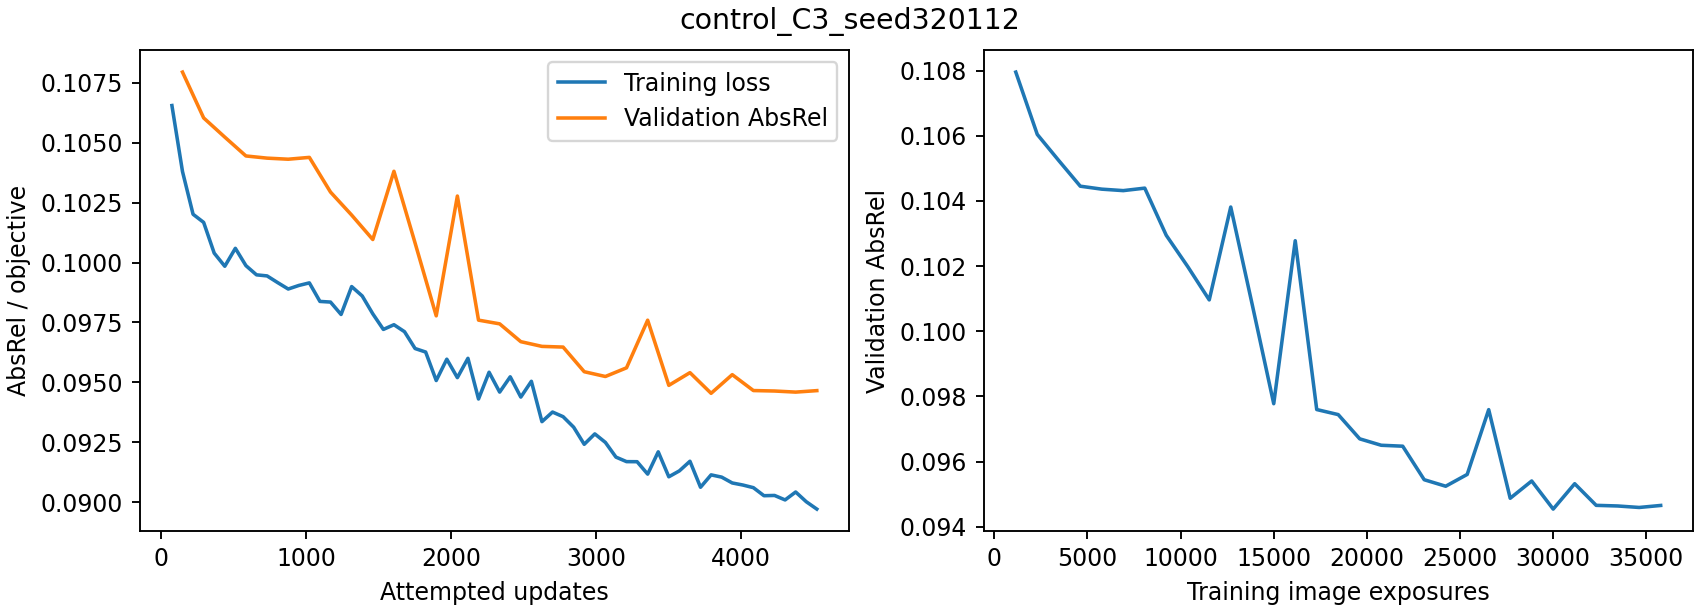 control_C3_seed320112
AbsRel / objective
0.1075
0.1050
0.1025
0.1000
0.0975
0.0950
0.0925
0.0900
Training loss
Validation AbsRel
0 1000 2000 3000 4000
Attempted updates
Validation AbsRel
0.108
0.106
0.104
0.102
0.100
0.098
0.096
0.094
0 5000 10000 15000 20000 25000 30000 35000
Training image exposures